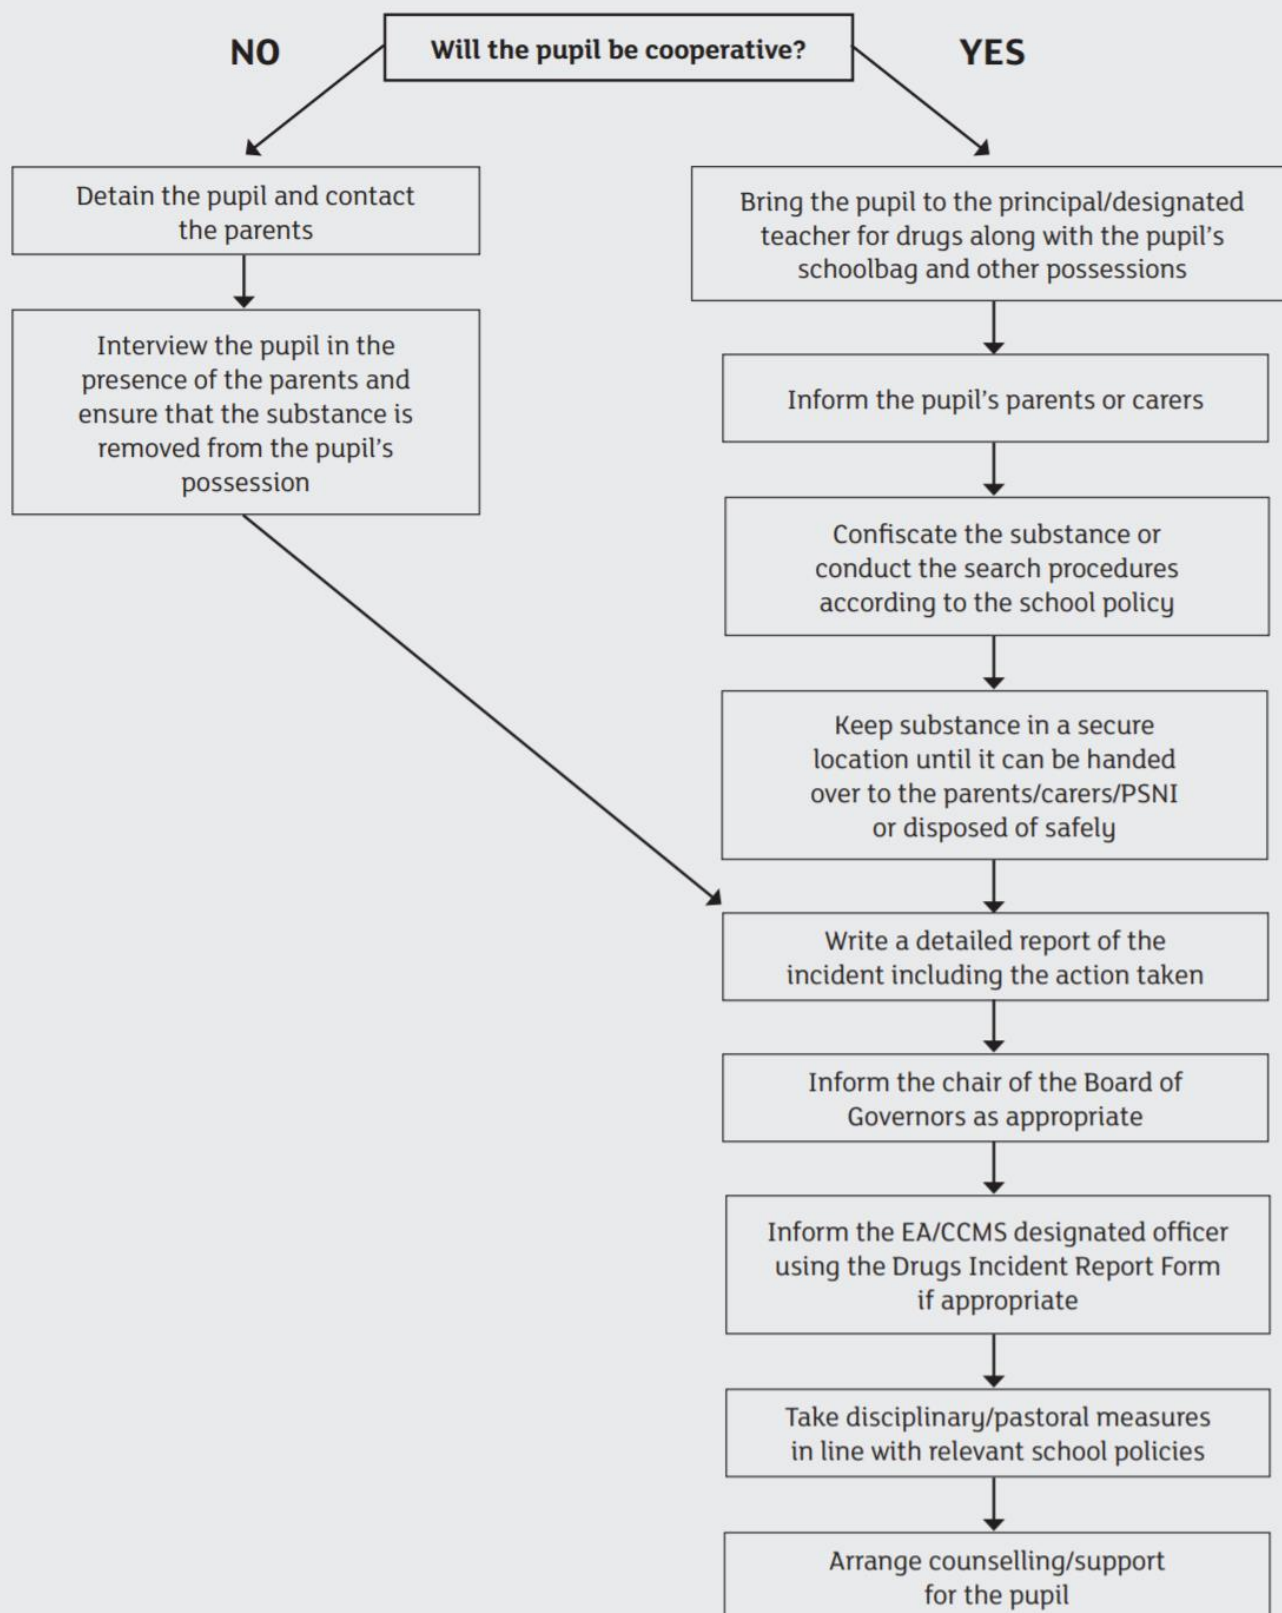 NO
Will the pupil be cooperative?
YES
Detain the pupil and contact
the parents
Interview the pupil in the
presence of the parents and
ensure that the substance is
removed from the pupil’s
possession
Bring the pupil to the principal/designated
teacher for drugs along with the pupil’s
schoolbag and other possessions
Inform the pupil’s parents or carers
Confiscate the substance or
conduct the search procedures
according to the school policy
Keep substance in a secure
location until it can be handed
over to the parents/carers/PSNI
or disposed of safely
Write a detailed report of the
incident including the action taken
Inform the chair of the Board of
Governors as appropriate
Inform the EA/CCMS designated officer
using the Drugs Incident Report Form
if appropriate
Take disciplinary/pastoral measures
in line with relevant school policies
Arrange counselling/support
for the pupil